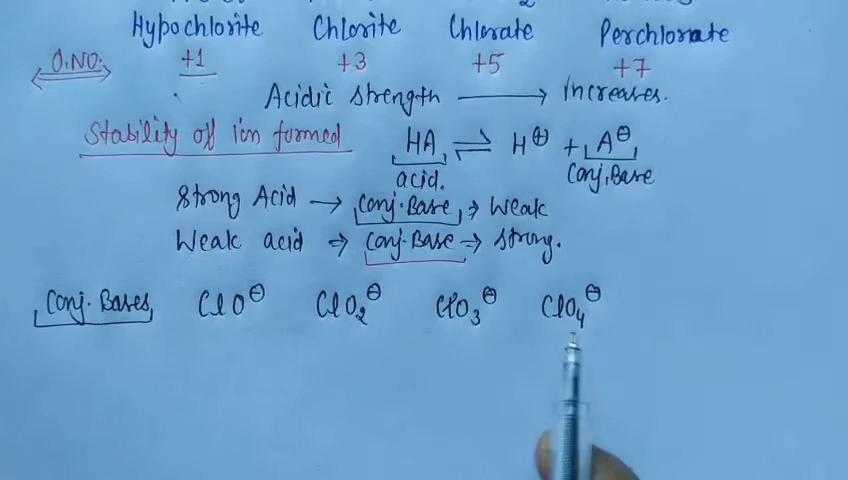 Hypochlorite Chlorite Chlorate Perchlorate
O.NO. +1 +3 +5 +7
Acidic strength ⟶ Increases.
Stability of ion formed HA ⇌ H⊕ + A⊖
acid. Conj.Base
Strong Acid → Conj.Base, ⇒ Weak
Weak acid ⇒ Conj.Base ⇒ strong.
Conj. Bases, ClO⊖ ClO₂⊖ ClO₃⊖ ClO₄⊖